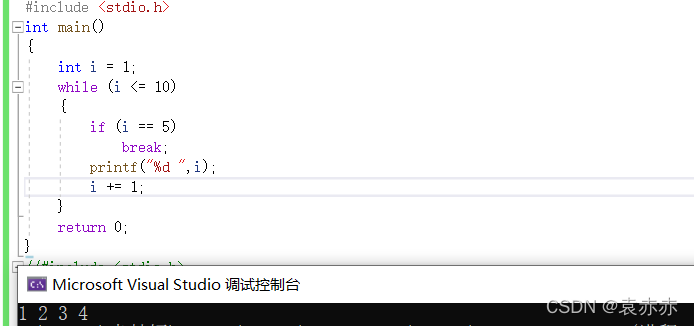 #include <stdio.h>
int main()
{
int i = 1;
while (i <= 10)
{
if (i == 5)
break;
printf("%d ",i);
i += 1;
}
return 0;
}
//#include <stdio.h>
Microsoft Visual Studio 调试控制台
1 2 3 4
CSDN @袁赤赤